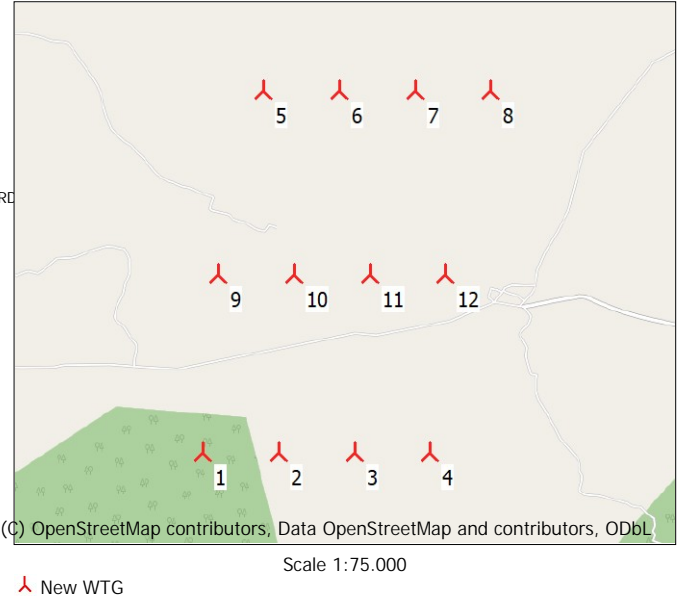 5 6 7 8
RD
9 10 11 12
1 2 3 4
(C) OpenStreetMap contributors, Data OpenStreetMap and contributors, ODbL
Scale 1:75.000
New WTG